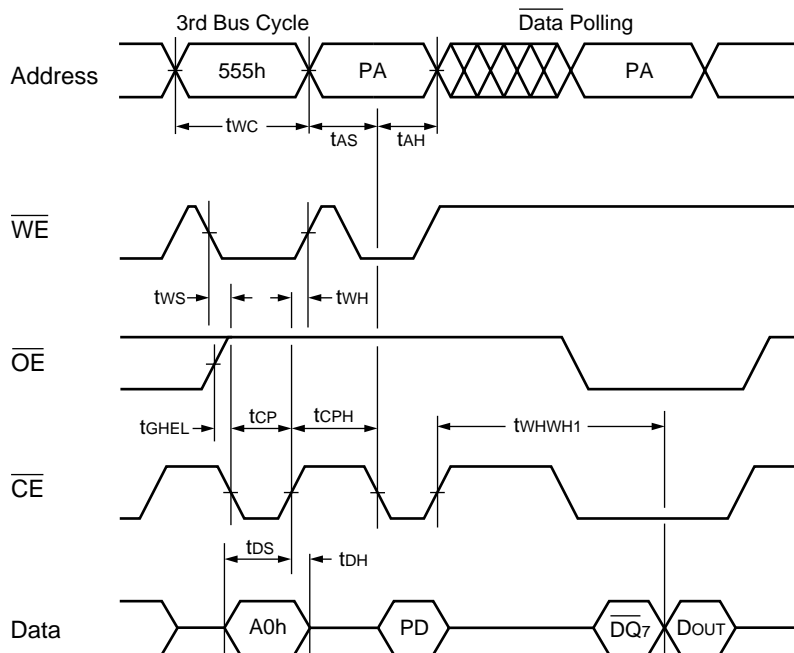 3rd Bus Cycle
Data Polling
Address
555h
PA
PA
tWC
tAS
tAH
WE
tWS
tWH
OE
tGHEL
tCP
tCPH
tWHWH1
CE
tDS
tDH
Data
A0h
PD
DQ7
DOUT